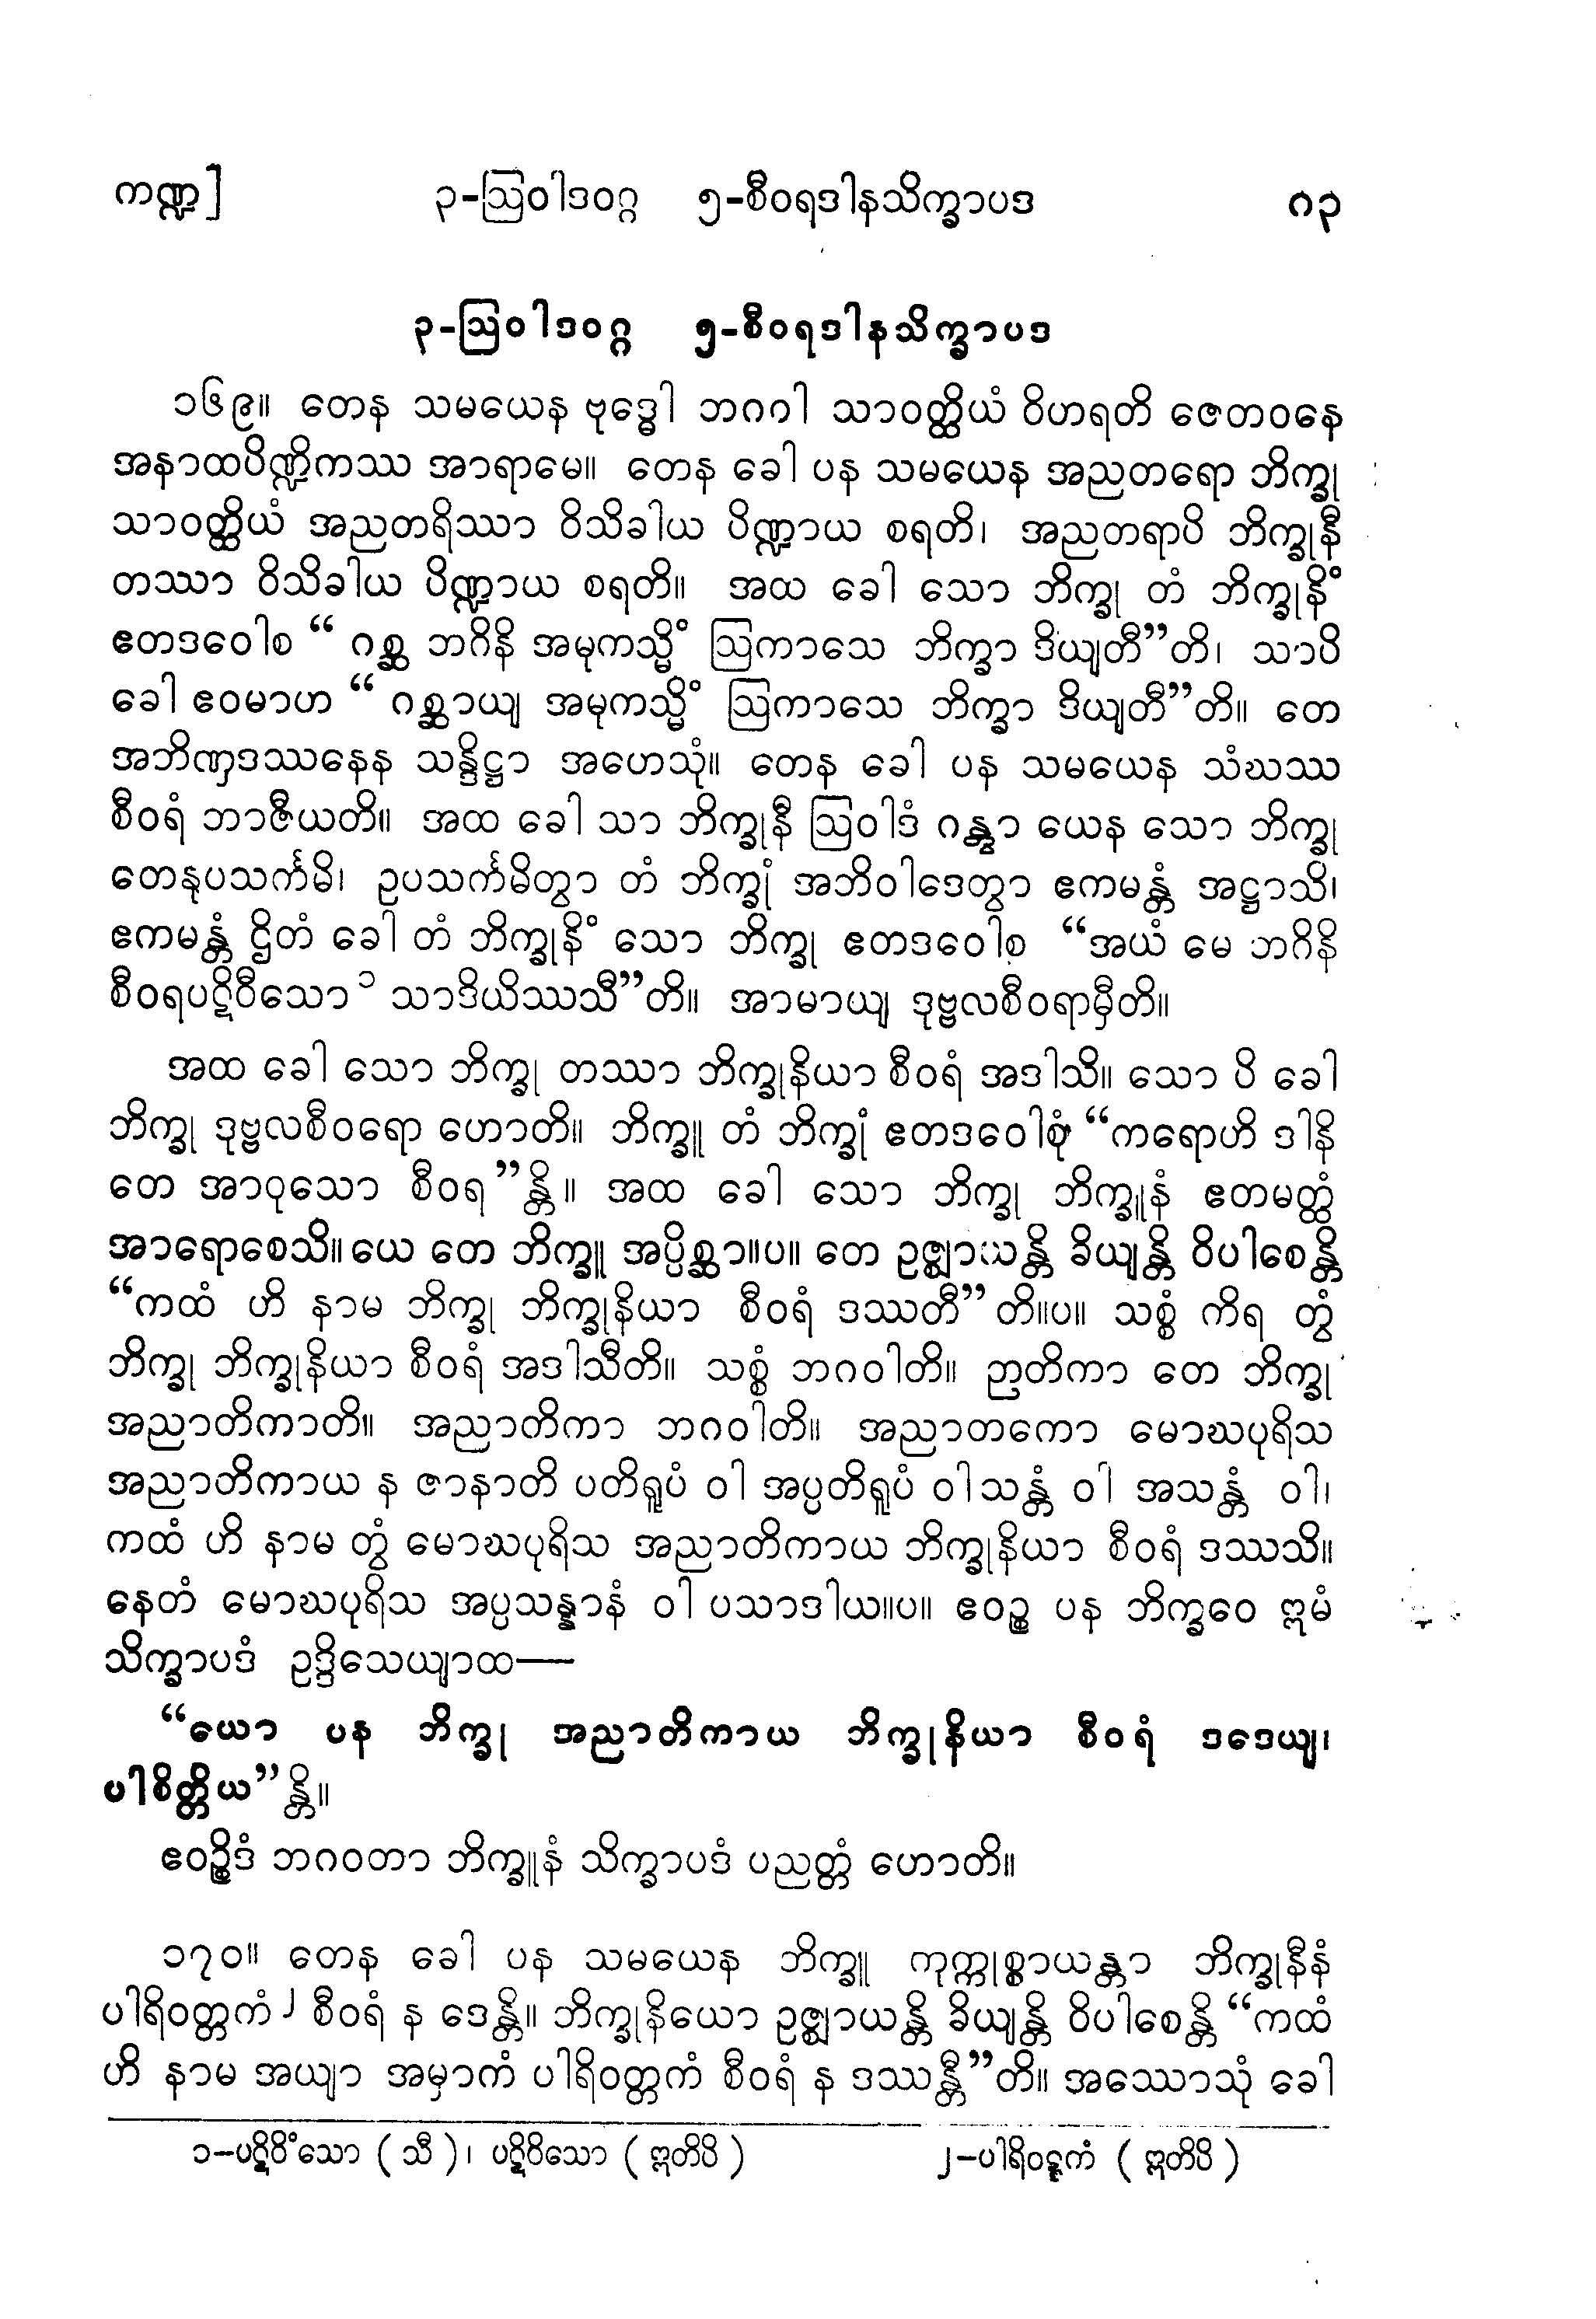 ကဏ္ဍ] ၃-ဩဝါဒဝဂ္ဂ ၅-စီဝရဒါနသိက္ခာပဒ ၈၃
၃-ဩဝါဒဝဂ္ဂ ၅-စီဝရဒါနသိက္ခာပဒ
၁၆၉။ တေန သမယေန ဗုဒ္ဓေါ ဘဂဂါ သာဝတ္ထိယံ ဝိဟရတိ ဇေတဝနေ
အနာထပိဏ္ဍိကဿ အာရာမေ။ တေန ခေါ ပန သမယေန အညတရော ဘိက္ခု
သာဝတ္ထိယံ အညတရိဿာ ဝိသိခါယ ပိဏ္ဍာယ စရတိ၊ အညတရာပိ ဘိက္ခုနီ
တဿာ ဝိသိခါယ ပိဏ္ဍာယ စရတိ။ အထ ခေါ သော ဘိက္ခု တံ ဘိက္ခုနိံ
ဧတဒဝေါစ “ ဂစ္ဆ ဘဂိနိ အမုကသ္မိံ ဩကာသေ ဘိက္ခာ ဒိယျတီ”တိ၊ သာပိ
ခေါ ဧဝမာဟ “ ဂစ္ဆာယျ အမုကသ္မိံ ဩကာသေ ဘိက္ခာ ဒိယျတီ”တိ။ တေ
အဘိဏှဒဿနေန သန္ဒိဋ္ဌာ အဟေသုံ။ တေန ခေါ ပန သမယေန သံဃဿ
စီဝရံ ဘာဇီယတိ။ အထ ခေါ သာ ဘိက္ခုနီ ဩဝါဒံ ဂန္တွာ ယေန သော ဘိက္ခု
တေနုပသင်္ကမိ၊ ဥပသင်္ကမိတွာ တံ ဘိက္ခုံ အဘိဝါဒေတွာ ဧကမန္တံ အဋ္ဌာသိ၊
ဧကမန္တံ ဌိတံ ခေါ တံ ဘိက္ခုနိံ သော ဘိက္ခု ဧတဒဝေါစ “အယံ မေ ဘဂိနိ
စီဝရပဋိဝီသော ၁ သာဒိယိဿသီ”တိ။ အာမာယျ ဒုဗ္ဗလစီဝရာမှီတိ။
အထ ခေါ သော ဘိက္ခု တဿာ ဘိက္ခုနိယာ စီဝရံ အဒါသိ။ သော ပိ ခေါ
ဘိက္ခု ဒုဗ္ဗလစီဝရော ဟောတိ။ ဘိက္ခူ တံ ဘိက္ခုံ ဧတဒဝေါစုံ “ကရောဟိ ဒါနိ
တေ အာဝုသော စီဝရ”န္တိ။ အထ ခေါ သော ဘိက္ခု ဘိက္ခူနံ ဧတမတ္ထံ
အာရောစေသိ။ ယေ တေ ဘိက္ခူ အပ္ပိစ္ဆာ။ပ။ တေ ဥဇ္ဈာယန္တိ ခိယျန္တိ ဝိပါစေန္တိ
“ကထံ ဟိ နာမ ဘိက္ခု ဘိက္ခုနိယာ စီဝရံ ဒဿတီ” တိ။ပ။ သစ္စံ ကိရ တွံ
ဘိက္ခု ဘိက္ခုနိယာ စီဝရံ အဒါသီတိ။ သစ္စံ ဘဂဝါတိ။ ဉာတိကာ တေ ဘိက္ခု
အညာတိကာတိ။ အညာတိကာ ဘဂဝါတိ။ အညာတကော မောဃပုရိသ
အညာတိကာယ န ဇာနာတိ ပတိရူပံ ဝါ အပ္ပတိရူပံ ဝါ သန္တံ ဝါ အသန္တံ ဝါ၊
ကထံ ဟိ နာမ တွံ မောဃပုရိသ အညာတိကာယ ဘိက္ခုနိယာ စီဝရံ ဒဿသိ။
နေတံ မောဃပုရိသ အပ္ပသန္နာနံ ဝါ ပသာဒါယ။ပ။ ဧဝဉ္စ ပန ဘိက္ခဝေ ဣမံ
သိက္ခာပဒံ ဥဒ္ဒိသေယျာထ—
“ယော ပန ဘိက္ခု အညာတိကာယ ဘိက္ခုနိယာ စီဝရံ ဒဒေယျ၊
ပါစိတ္တိယ”န္တိ။
ဧဝဉ္စိဒံ ဘဂဝတာ ဘိက္ခူနံ သိက္ခာပဒံ ပညတ္တံ ဟောတိ။
၁၇၀။ တေန ခေါ ပန သမယေန ဘိက္ခူ ကုက္ကုစ္စာယန္တာ ဘိက္ခုနီနံ
ပါရိဝတ္တကံ ၂ စီဝရံ န ဒေန္တိ။ ဘိက္ခုနိယော ဥဇ္ဈာယန္တိ ခိယျန္တိ ဝိပါစေန္တိ “ကထံ
ဟိ နာမ အယျာ အမှာကံ ပါရိဝတ္တကံ စီဝရံ န ဒဿန္တီ”တိ။ အဿောသုံ ခေါ
၁-ပဋိဝိံသော ( သီ )၊ ပဋိဝိသော ( ဣတိပိ ) ၂-ပါရိဝဋ္ဋကံ ( ဣတိပိ )